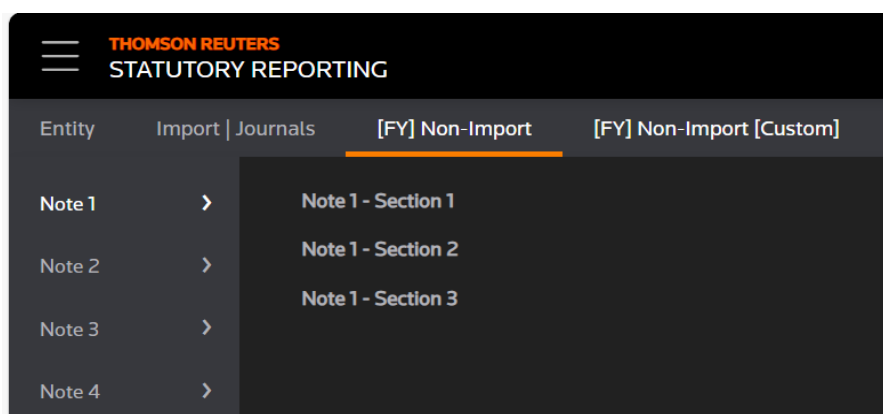 THOMSON REUTERS
STATUTORY REPORTING
Entity Import | Journals [FY] Non-Import [FY] Non-Import [Custom]
Note 1 Note 1 - Section 1
Note 1 - Section 2
Note 2
Note 1 - Section 3
Note 3
Note 4